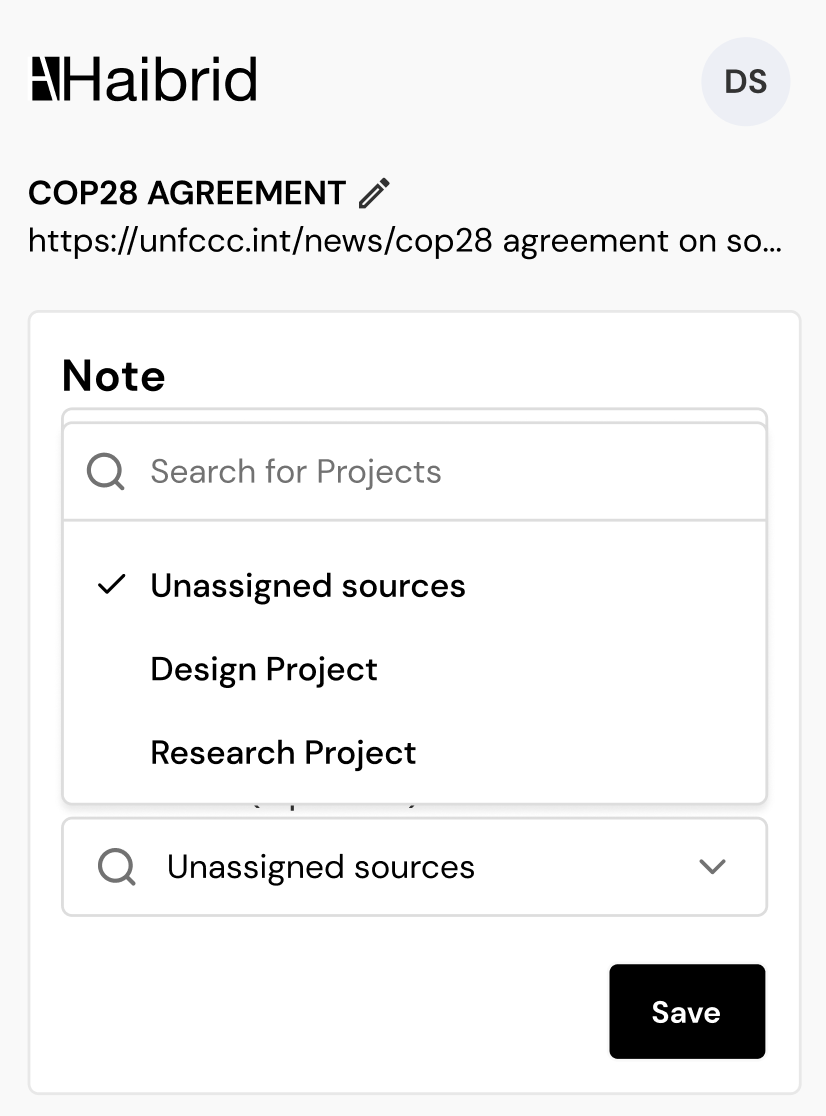 Haibrid
DS
COP28 AGREEMENT
https://unfccc.int/news/cop28 agreement on so...
Note
Search for Projects
Unassigned sources
Design Project
Research Project
Unassigned sources
Save